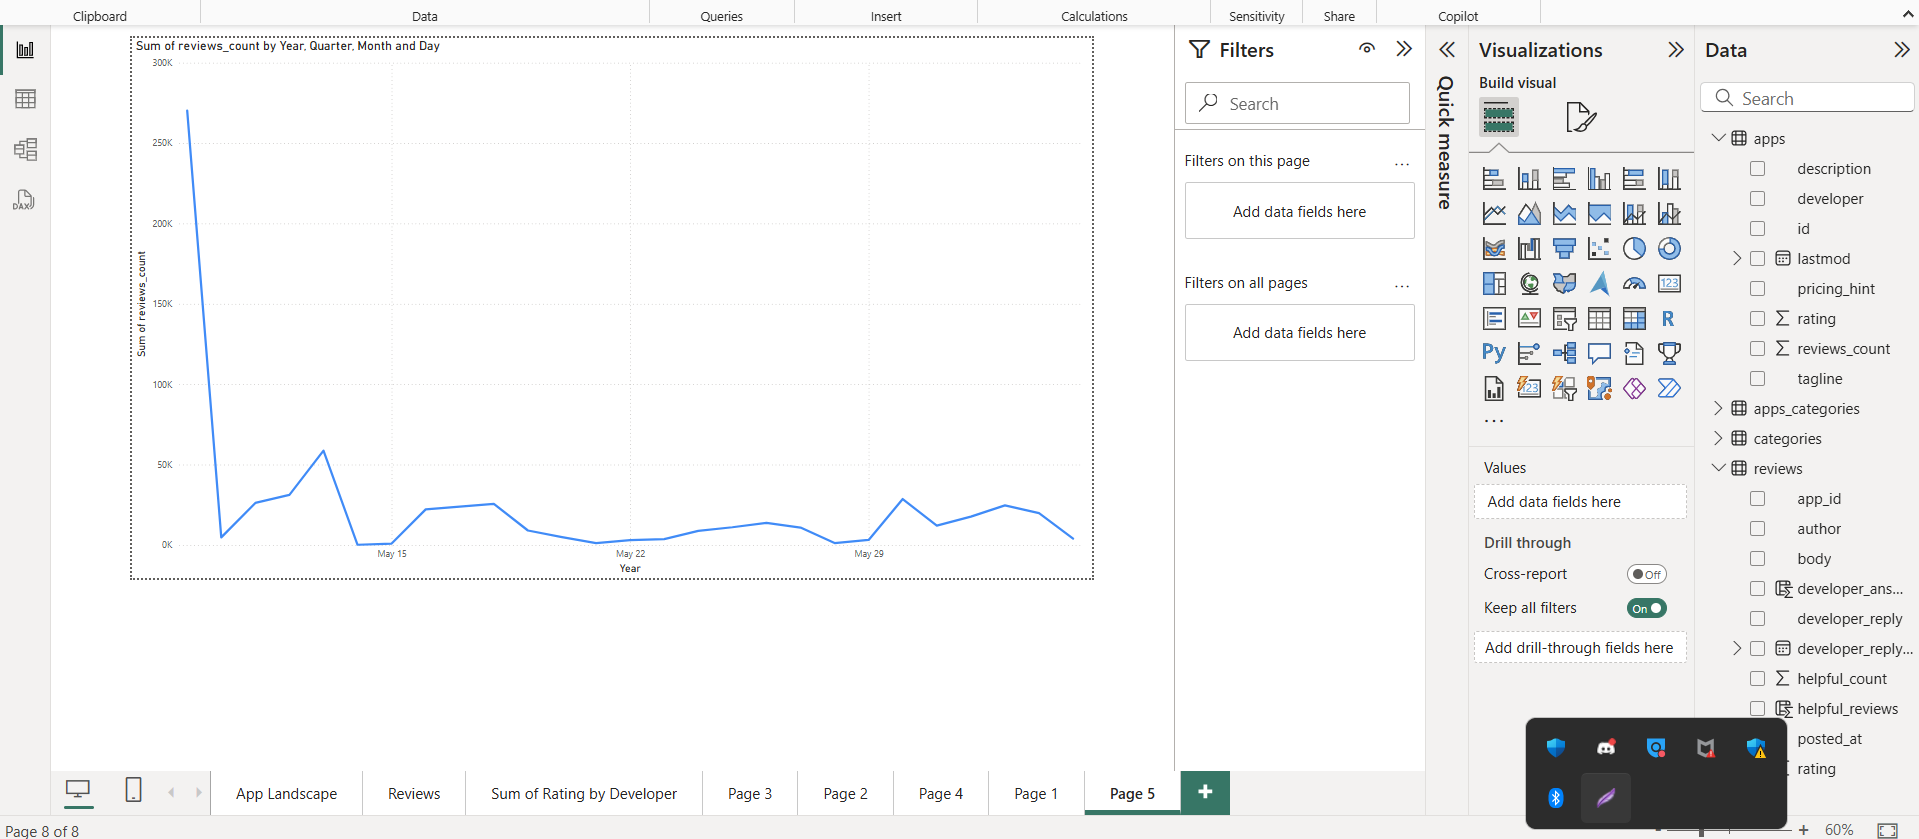 Clipboard
Data
Queries
Insert
Calculations
Sensitivity
Share
Copilot
Sum of reviews_count by Year, Quarter, Month and Day
300K
250K
200K
150K
100K
50K
0K
Sum of reviews_count
May 15
May 22
May 29
Year
Filters
Search
Filters on this page
...
Add data fields here
Filters on all pages
...
Add data fields here
Quick measure
Visualizations
Build visual
123
R
Py
123
...
Values
Add data fields here
Drill through
Cross-report
Off
Keep all filters
On
Add drill-through fields here
Data
Search
apps
description
developer
id
lastmod
pricing_hint
rating
reviews_count
tagline
apps_categories
categories
reviews
app_id
author
body
developer_ans...
developer_reply
developer_reply...
helpful_count
helpful_reviews
posted_at
rating
DAX
App Landscape
Reviews
Sum of Rating by Developer
Page 3
Page 2
Page 4
Page 1
Page 5
+
Page 8 of 8
- + 60%